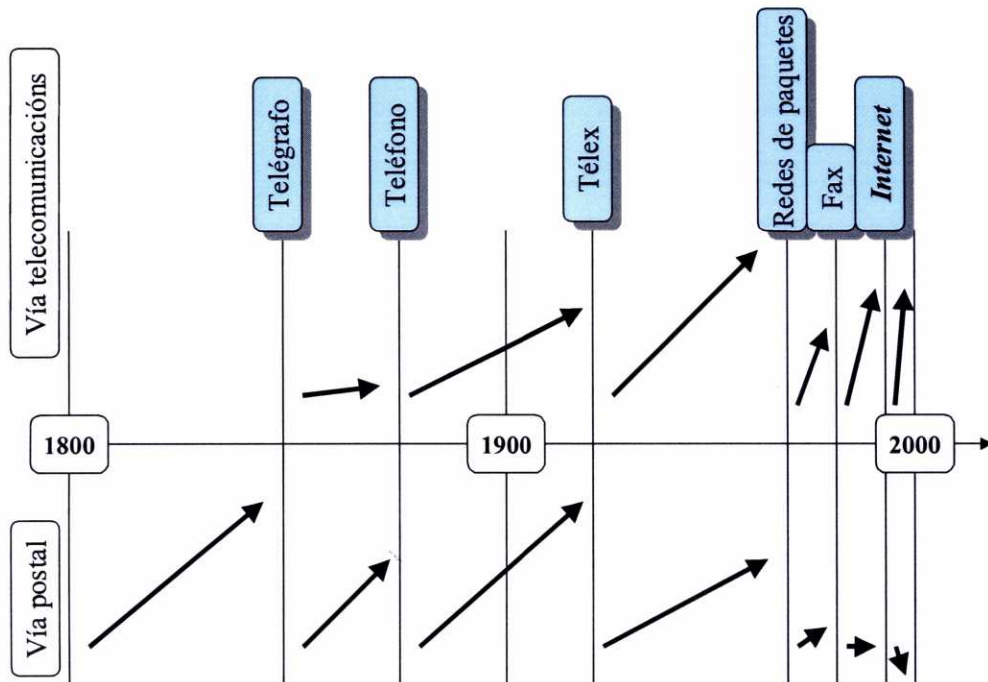 Vía telecomunicacións
Telégrafo
Teléfono
Télex
Redes de paquetes
Fax
Internet
1800
1900
2000
Vía postal